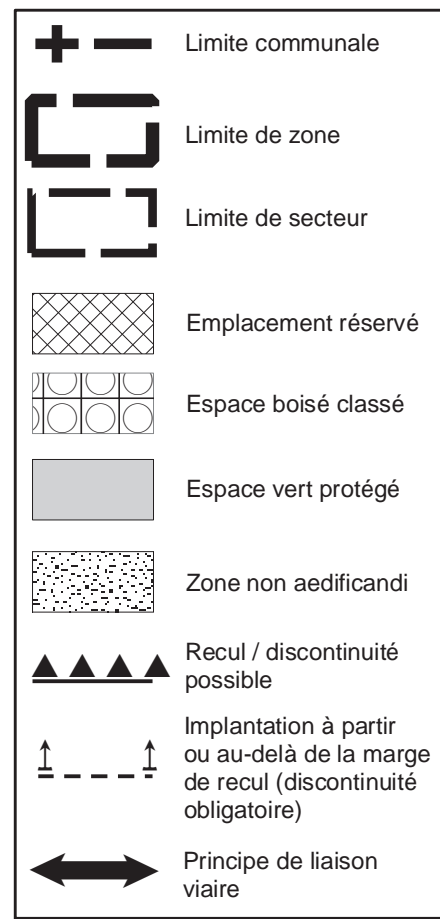 Limite communale
Limite de zone
Limite de secteur
Emplacement réservé
Espace boisé classé
Espace vert protégé
Zone non aedificandi
Recul / discontinuité
possible
Implantation à partir
ou au-delà de la marge
de recul (discontinuité
obligatoire)
Principe de liaison
viaire